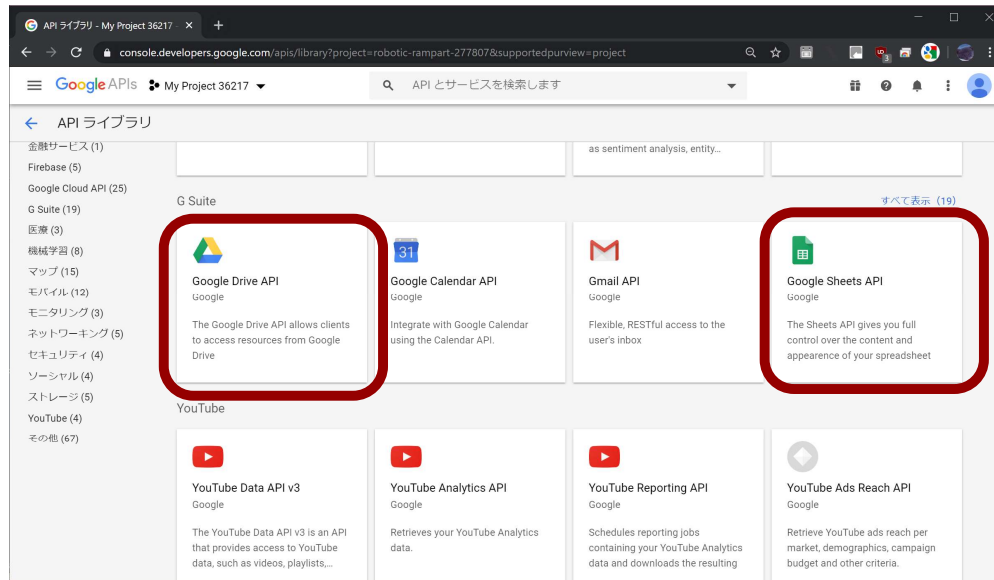 API ライブラリ - My Project 36217 -
console.developers.google.com/apis/library?project=robotic-rampart-277807&supportedpurview=project
UD
3
Google APIs My Project 36217
API とサービスを検索します
API ライブラリ
金融サービス (1)
Firebase (5)
Google Cloud API (25)
G Suite (19)
医療 (3)
機械学習 (8)
マップ (15)
モバイル (12)
モニタリング (3)
ネットワーキング (5)
セキュリティ (4)
ソーシャル (4)
ストレージ (5)
YouTube (4)
その他 (67)
as sentiment analysis, entity...
G Suite
すべて表示 (19)
Google Drive API
Google
The Google Drive API allows clients
to access resources from Google
Drive
31
Google Calendar API
Google
Integrate with Google Calendar
using the Calendar API.
Gmail API
Google
Flexible, RESTful access to the
user's inbox
Google Sheets API
Google
The Sheets API gives you full
control over the content and
appearence of your spreadsheet
YouTube
YouTube Data API v3
Google
The YouTube Data API v3 is an API
that provides access to YouTube
data, such as videos, playlists,...
YouTube Analytics API
Google
Retrieves your YouTube Analytics
data.
YouTube Reporting API
Google
Schedules reporting jobs
containing your YouTube Analytics
data and downloads the resulting
YouTube Ads Reach API
Google
Retrieve YouTube ads reach per
market, demographics, campaign
budget and other criteria.